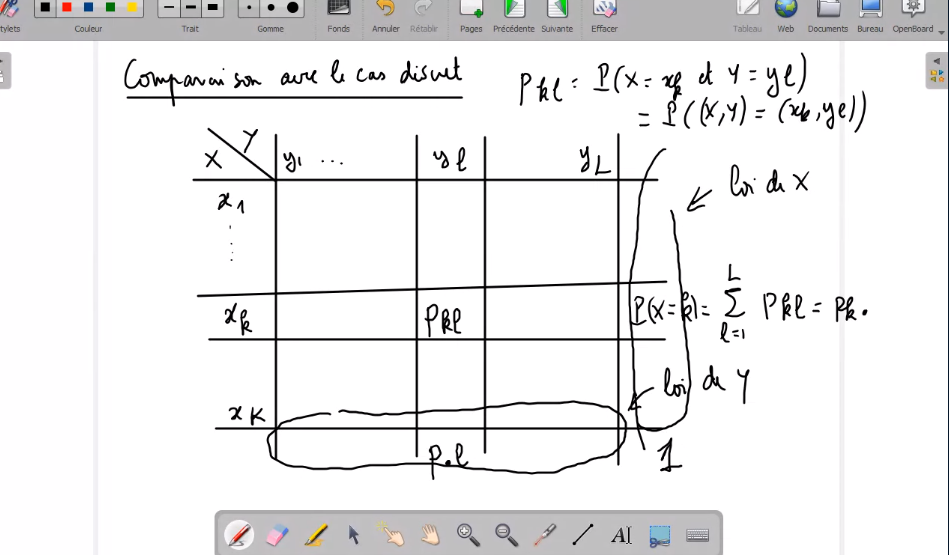 tylets Couleur Trait Gomme Fonds Annuler Rétablir Pages Précédente Suivante Effacer Tableau Web Documents Bureau OpenBoard
Comparaison avec le cas discret
Pkl = P(X = xk et Y = yl)
= P((X,Y) = (xk, yl))
X Y y1 ... yl yL
loi de X
x1
xk Pkl P(X=k) = Σ l=1 L Pkl = Pk.
loi de Y
xK
P.l 1
AI